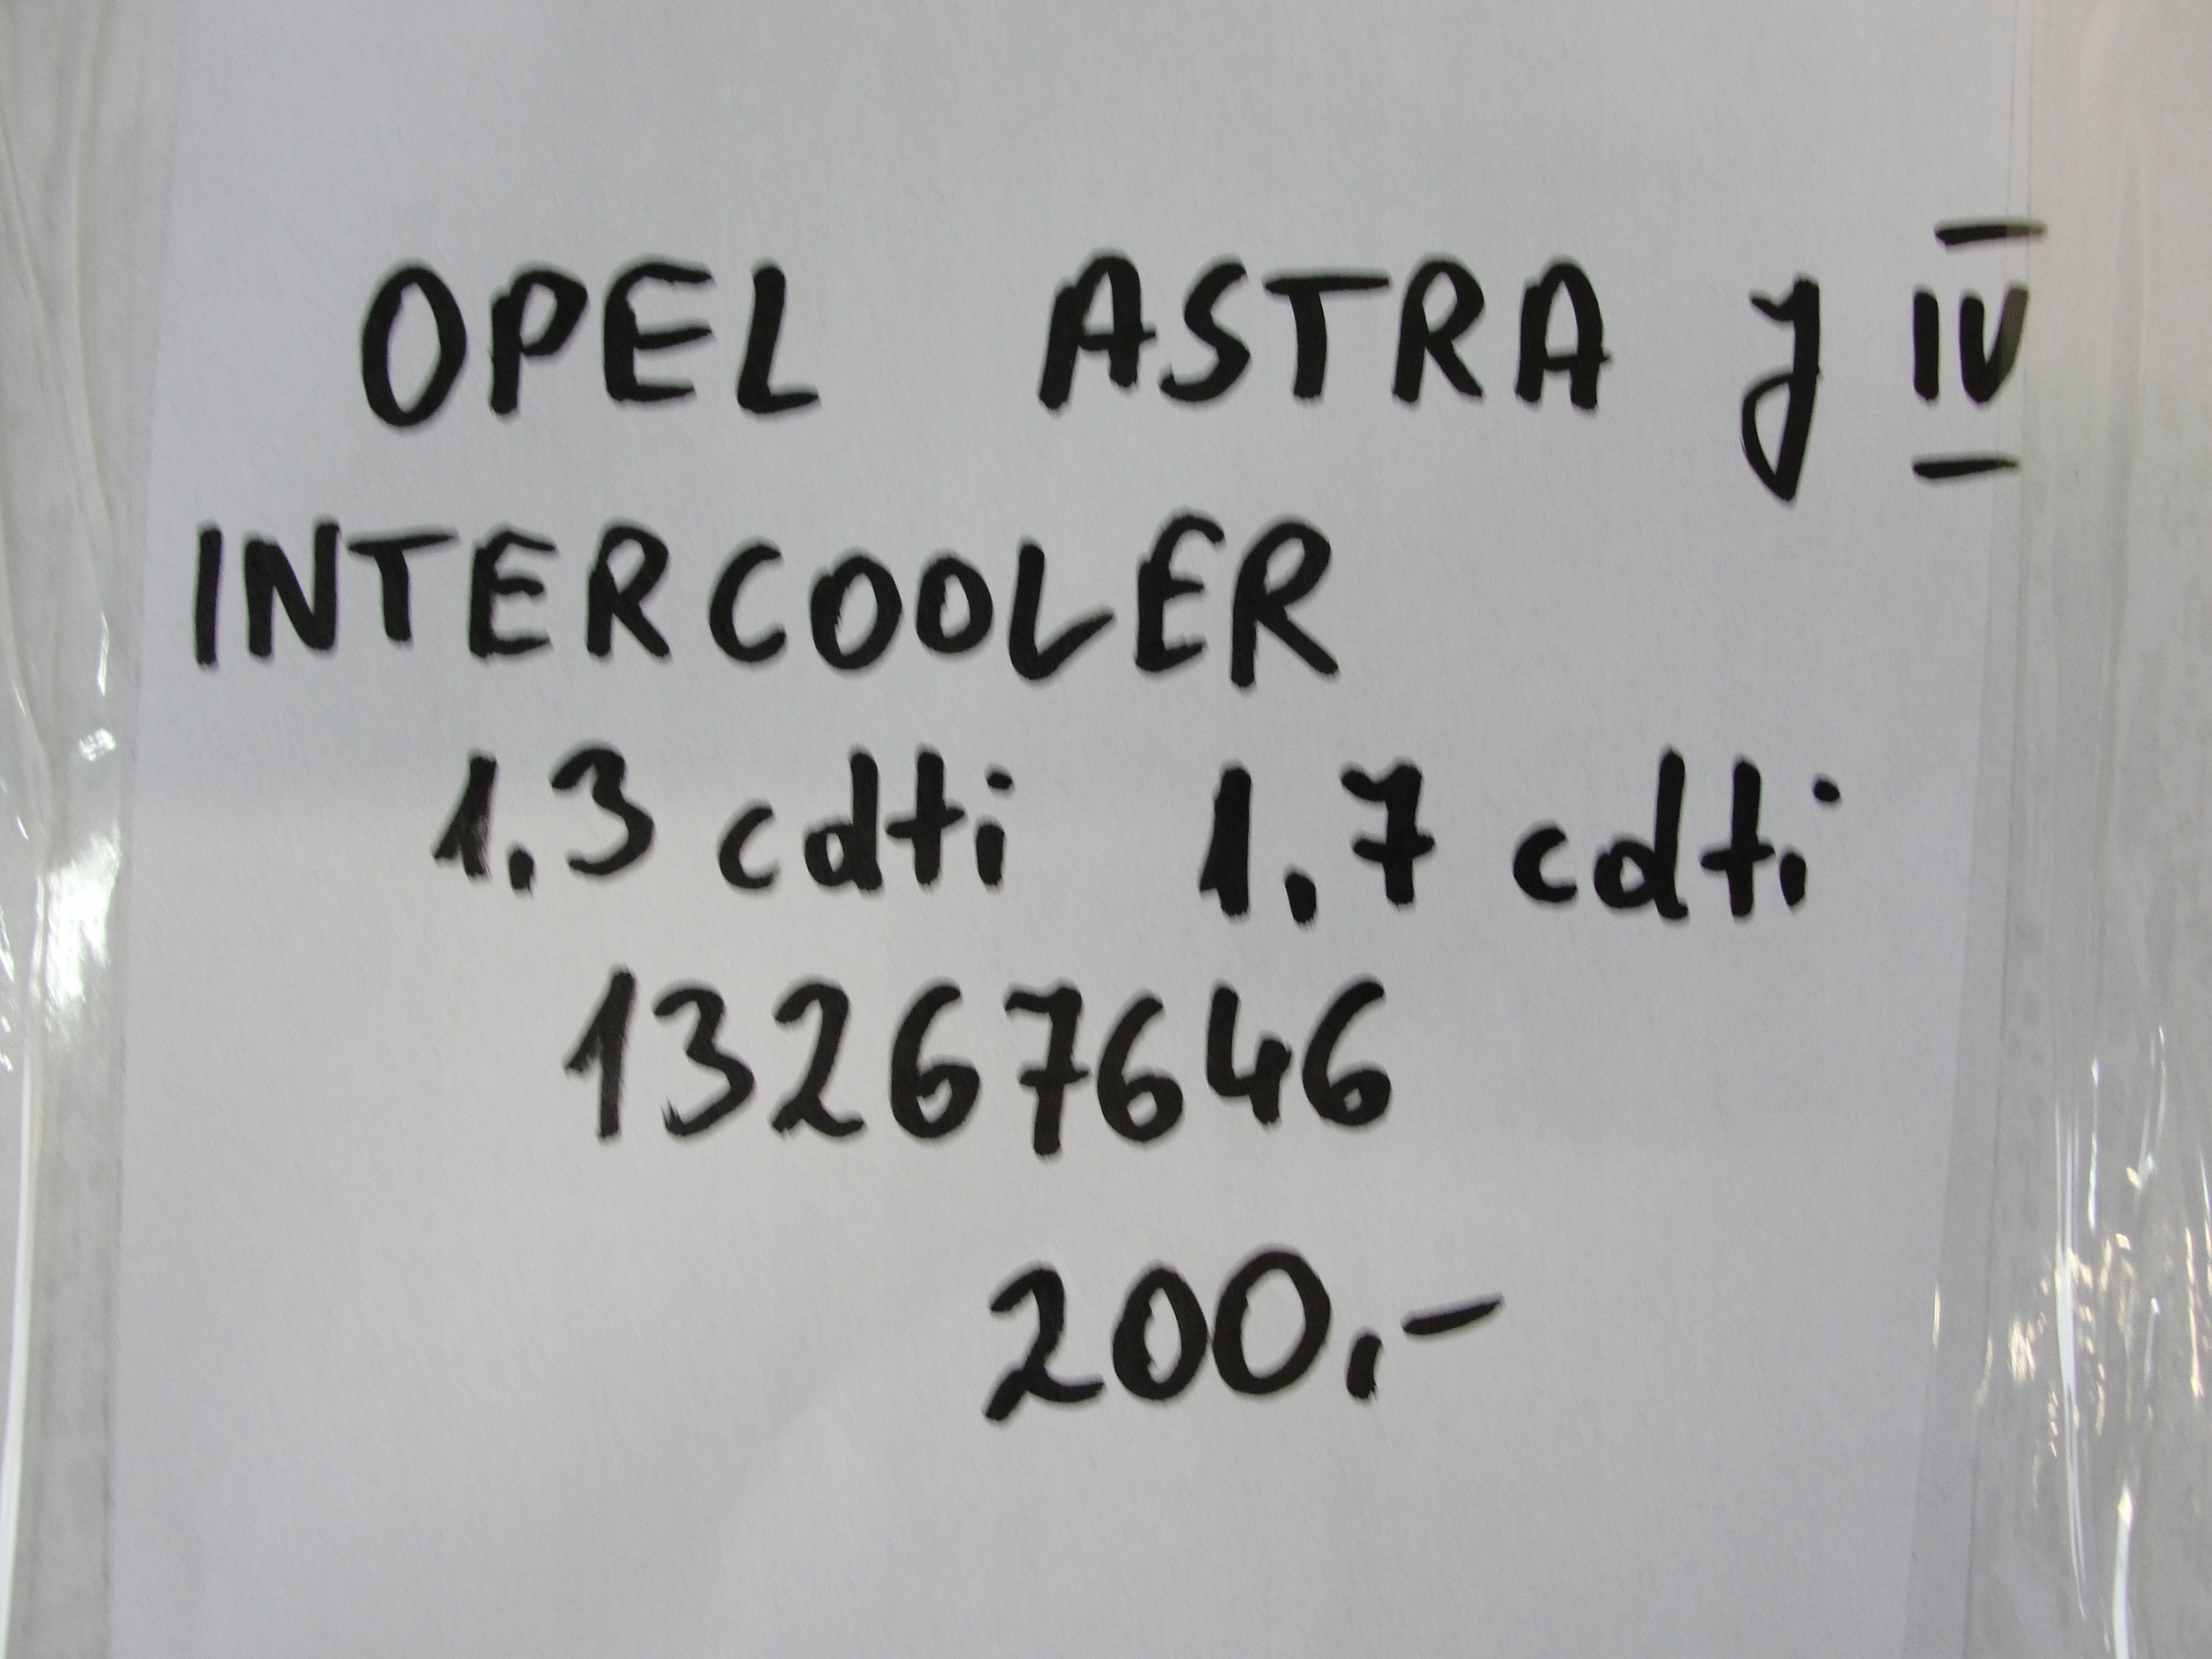 OPEL ASTRA J IV
INTERCOOLER
1.3 cdti 1.7 cdti
13267646
200.-